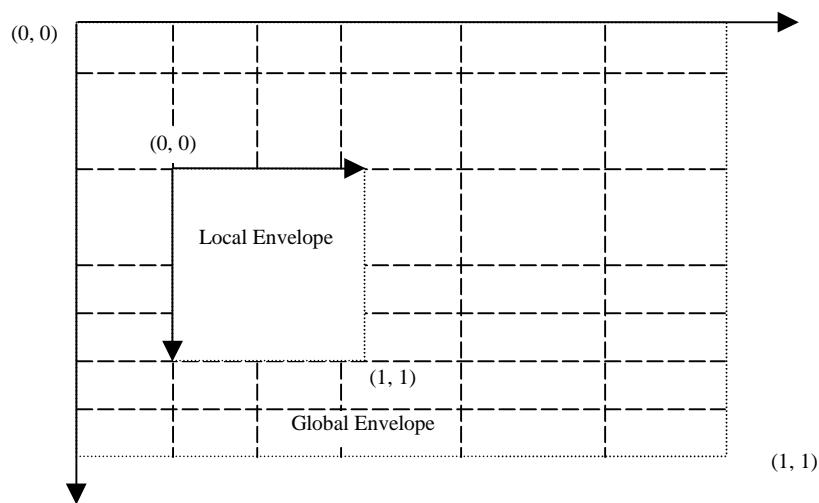 (0, 0)
(0, 0)
Local Envelope
(1, 1)
Global Envelope
(1, 1)